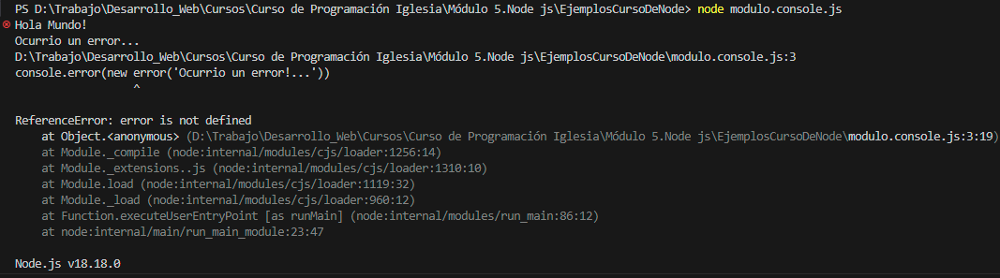 PS D:\Trabajo\Desarrollo_Web\Cursos\Curso de Programación Iglesia\Módulo 5.Node js\EjemplosCursoDeNode> node modulo.console.js
Hola Mundo!
Ocurrio un error...
D:\Trabajo\Desarrollo_Web\Cursos\Curso de Programación Iglesia\Módulo 5.Node js\EjemplosCursoDeNode\modulo.console.js:3
console.error(new error('Ocurrio un error!...'))
              ^

ReferenceError: error is not defined
    at Object.<anonymous> (D:\Trabajo\Desarrollo_Web\Cursos\Curso de Programación Iglesia\Módulo 5.Node js\EjemplosCursoDeNode\modulo.console.js:3:19)
    at Module._compile (node:internal/modules/cjs/loader:1256:14)
    at Module._extensions..js (node:internal/modules/cjs/loader:1310:10)
    at Module.load (node:internal/modules/cjs/loader:1119:32)
    at Module._load (node:internal/modules/cjs/loader:960:12)
    at Function.executeUserEntryPoint [as runMain] (node:internal/modules/run_main:86:12)
    at node:internal/main/run_main_module:23:47

Node.js v18.18.0